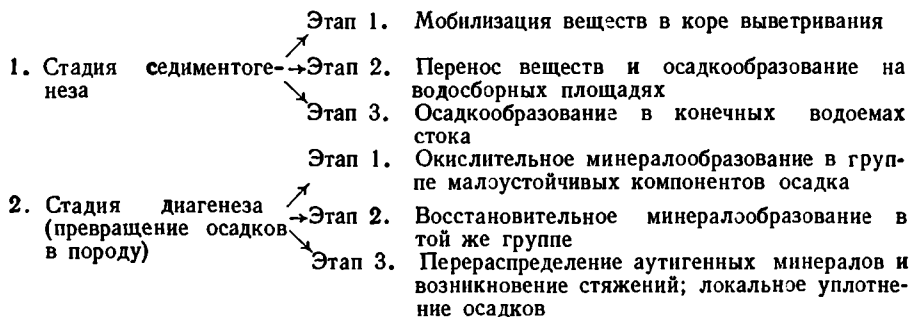 Этап 1. Мобилизация веществ в коре выветривания
1. Стадия седиментоге- Этап 2. Перенос веществ и осадкообразование на
неза водосборных площадях
Этап 3. Осадкообразование в конечных водоемах
стока
Этап 1. Окислительное минералообразование в груп-
пе малоустойчивых компонентов осадка
2. Стадия диагенеза Этап 2. Восстановительное минералообразование в
(превращение осадков той же группе
в породу) Этап 3. Перераспределение аутигенных минералов и
возникновение стяжений; локальное уплотне-
ние осадков